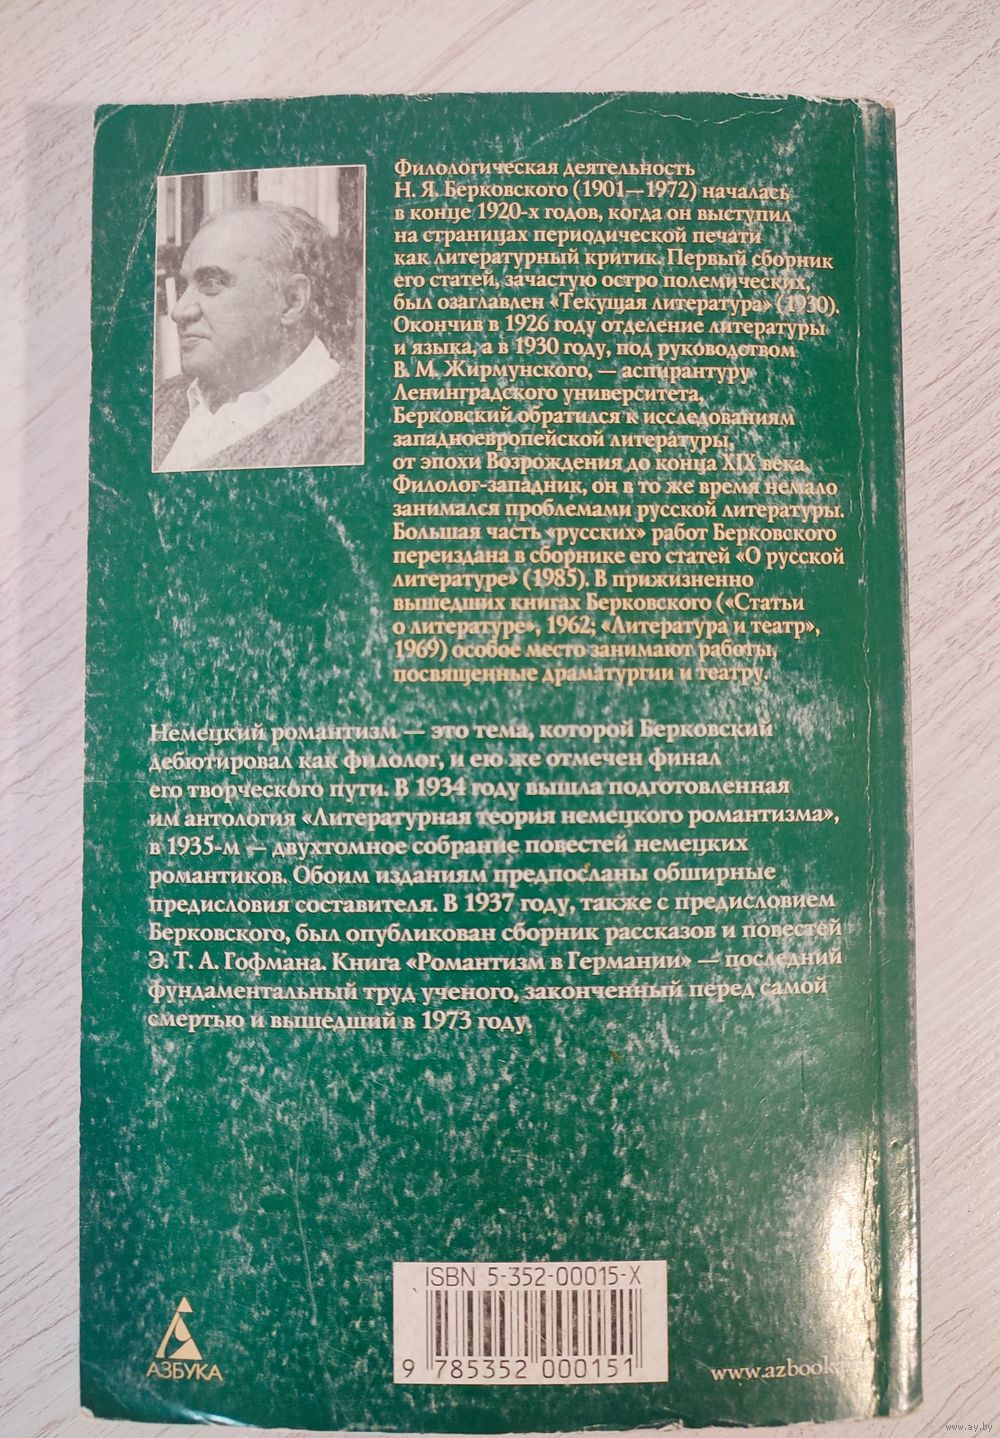 Филологическая деятельность
Н. Я. Берковского (1901—1972) началась
в конце 1920-х годов, когда он выступил
на страницах периодической печати
как литературный критик. Первый сборник
его статей, зачастую остро полемических,
был озаглавлен «Текущая литература» (1930).
Окончив в 1926 году отделение литературы
и языка, а в 1930 году, под руководством
В. М. Жирмунского, — аспирантуру
Ленинградского университета,
Берковский обратился к исследованиям
западноевропейской литературы,
от эпохи Возрождения до конца XIX века.
Филолог-западник, он в то же время немало
занимался проблемами русской литературы.
Большая часть «русских» работ Берковского
переиздана в сборнике его статей «О русской
литературе» (1985). В прижизненно
вышедших книгах Берковского («Статьи
о литературе», 1962; «Литература и театр»,
1969) особое место занимают работы,
посвященные драматургии и театру.
Немецкий романтизм — это тема, которой Берковский
дебютировал как филолог, и ею же отмечен финал
его творческого пути. В 1934 году вышла подготовленная
им антология «Литературная теория немецкого романтизма»,
в 1935-м — двухтомное собрание повестей немецких
романтиков. Обоим изданиям предпосланы обширные
предисловия составителя. В 1937 году, также с предисловием
Берковского, был опубликован сборник рассказов и повестей
Э. Т. А. Гофмана. Книга «Романтизм в Германии» — последний
фундаментальный труд ученого, законченный перед самой
смертью и вышедший в 1973 году.
ISBN 5-352-00015-X
9 785352 000151
АЗБУКА
www.azbooka
www.ay.by